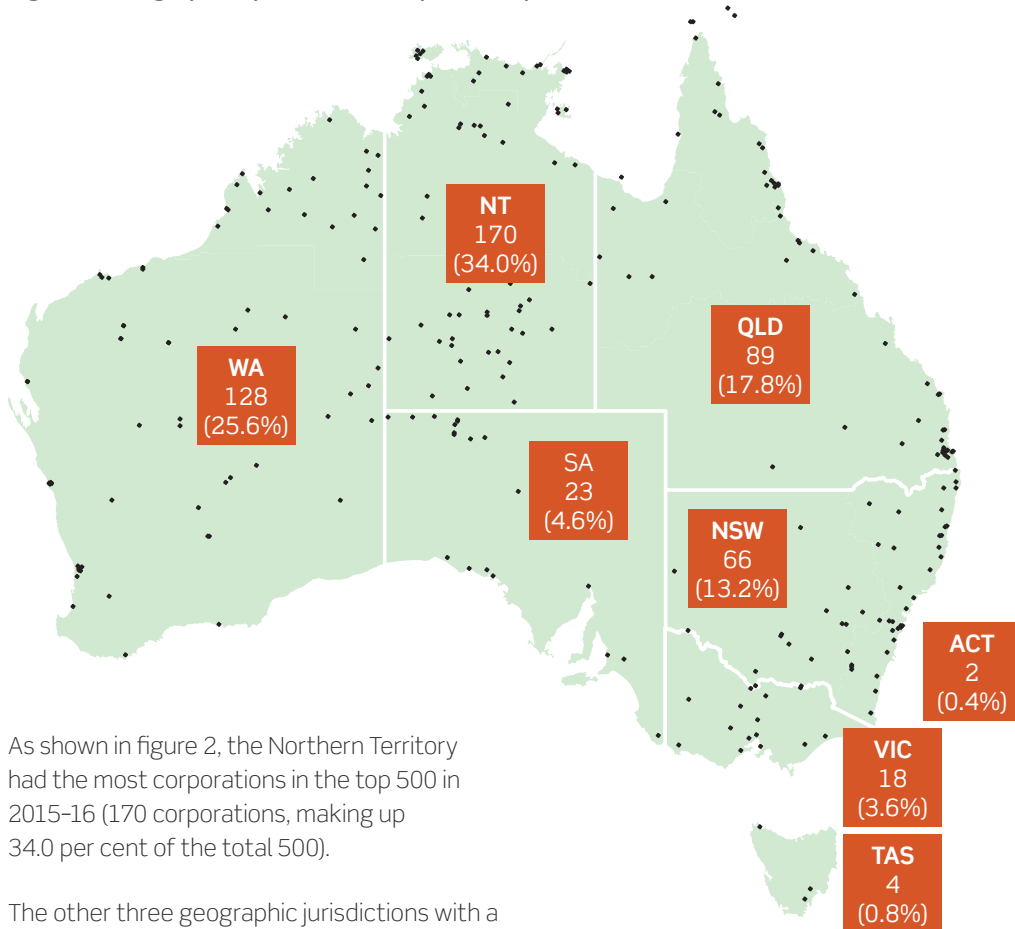 NT
170
(34.0%)
QLD
89
(17.8%)
WA
128
(25.6%)
SA
23
(4.6%)
NSW
66
(13.2%)
ACT
2
(0.4%)
VIC
18
(3.6%)
TAS
4
(0.8%)
As shown in figure 2, the Northern Territory
had the most corporations in the top 500 in
2015–16 (170 corporations, making up
34.0 per cent of the total 500).
The other three geographic jurisdictions with a